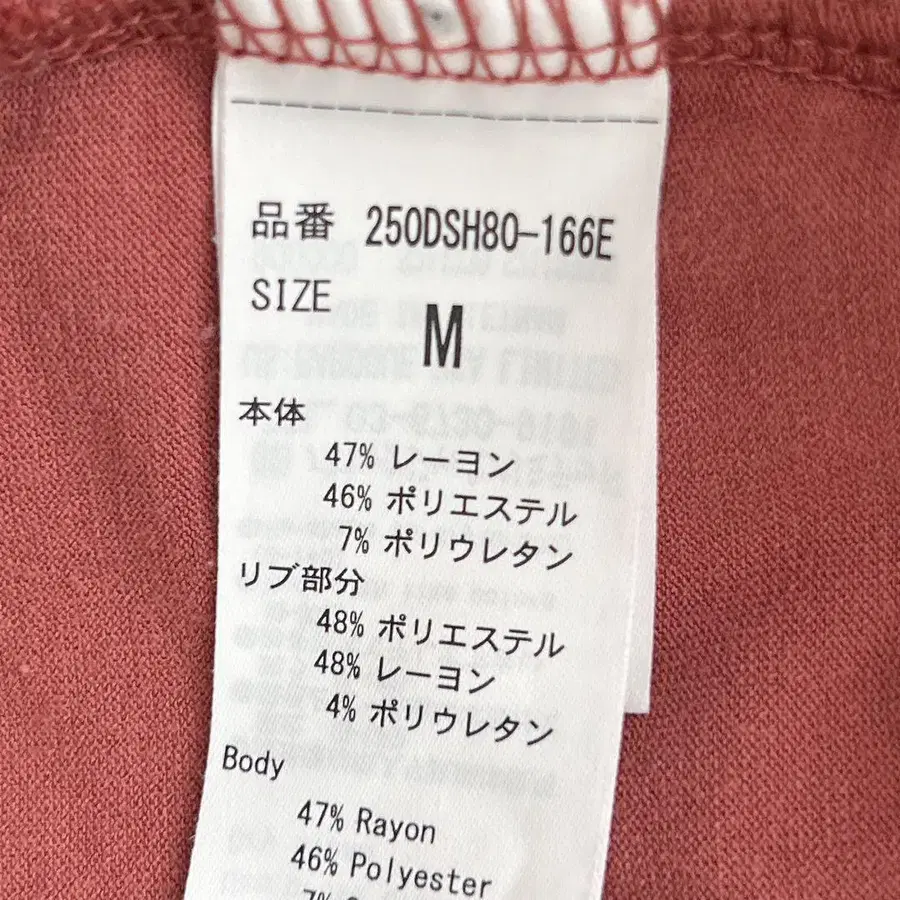 品番 250DSH80-166E
SIZE M
本体
47% レーヨン
46% ポリエステル
7% ポリウレタン
リブ部分
48% ポリエステル
48% レーヨン
4% ポリウレタン
Body
47% Rayon
46% Polyester
7%